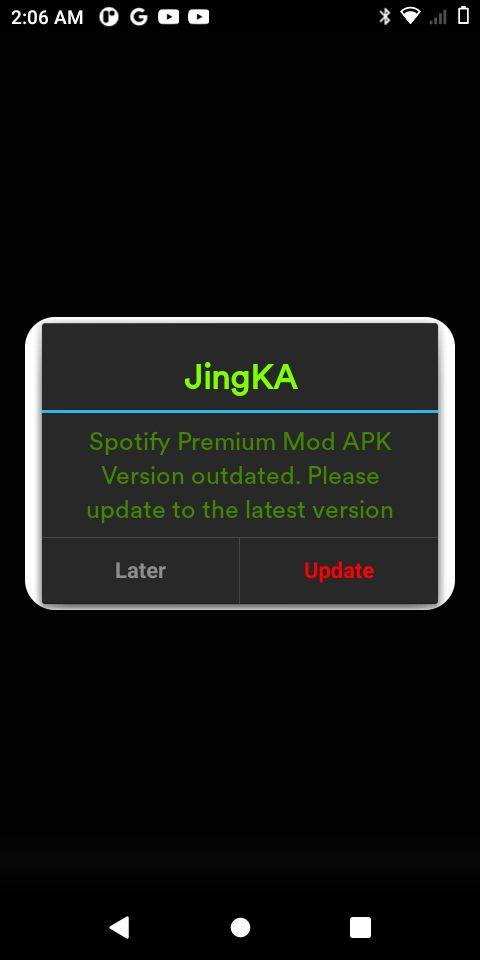 2:06 AM
JingKA
Spotify Premium Mod APK
Version outdated. Please
update to the latest version
Later
Update